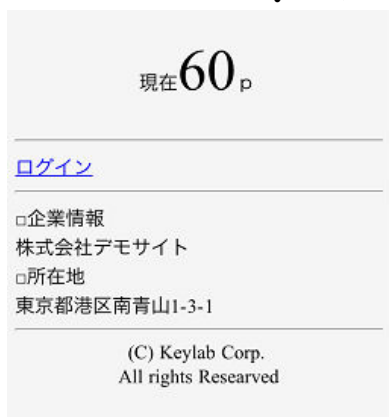 現在60p
ログイン
□企業情報
株式会社デモサイト
□所在地
東京都港区南青山1-3-1
(C) Keylab Corp.
All rights Researved